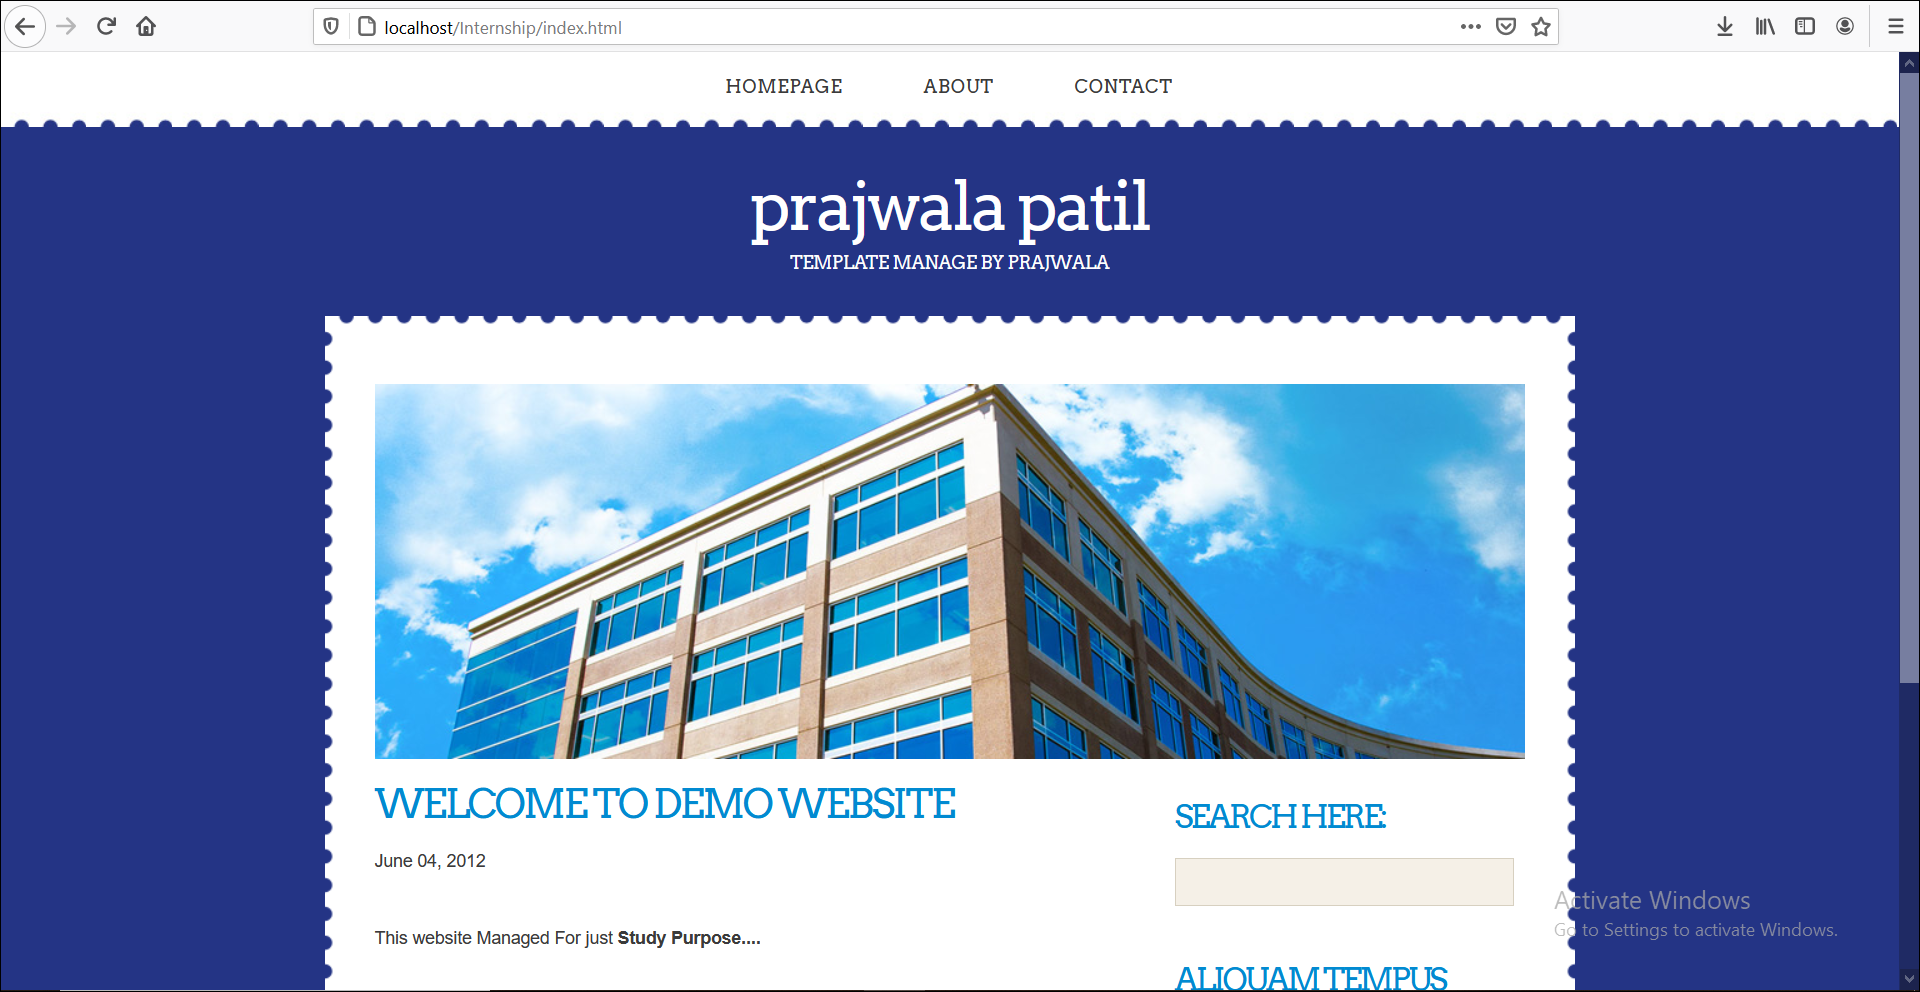 localhost/Internship/index.html
HOMEPAGE ABOUT CONTACT
prajwala patil
TEMPLATE MANAGE BY PRAJWALA
WELCOME TO DEMO WEBSITE
June 04, 2012
This website Managed For just Study Purpose....
SEARCH HERE:
ALIQUAM TEMPUS
Activate Windows
Go to Settings to activate Windows.